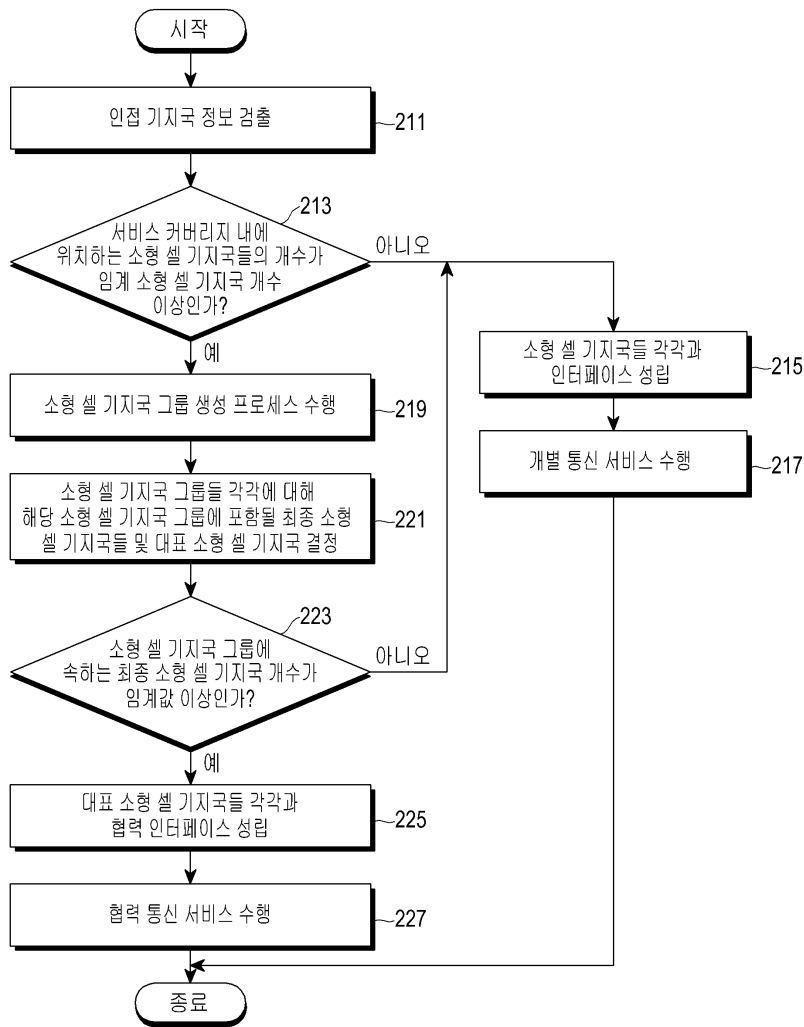 시작
인접 기지국 정보 검출
211
213
서비스 커버리지 내에
위치하는 소형 셀 기지국들의 개수가
임계 소형 셀 기지국 개수
이상인가?
아니오
예
소형 셀 기지국들 각각과
인터페이스 성립
215
소형 셀 기지국 그룹 생성 프로세스 수행
219
개별 통신 서비스 수행
217
소형 셀 기지국 그룹들 각각에 대해
해당 소형 셀 기지국 그룹에 포함될 최종 소형
셀 기지국들 및 대표 소형 셀 기지국 결정
221
223
소형 셀 기지국 그룹에
속하는 최종 소형 셀 기지국 개수가
임계값 이상인가?
아니오
예
대표 소형 셀 기지국들 각각과
협력 인터페이스 성립
225
협력 통신 서비스 수행
227
종료